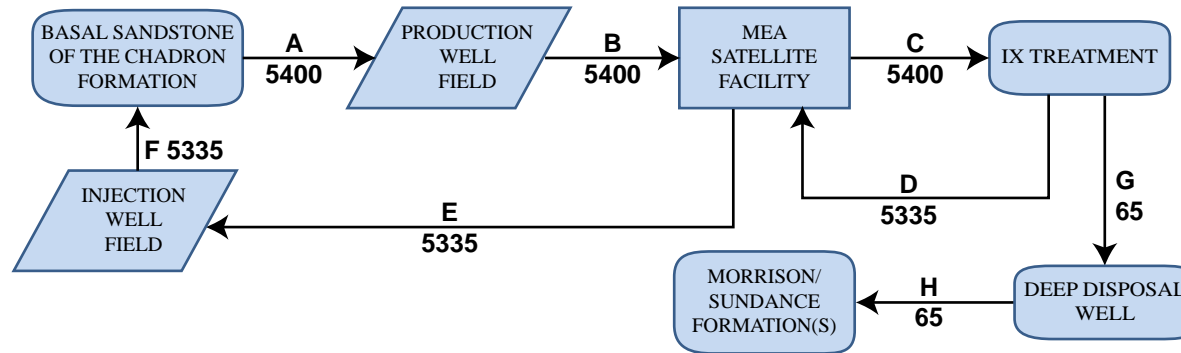 BASAL SANDSTONE
OF THE CHADRON
FORMATION
A
5400
PRODUCTION
WELL
FIELD
B
5400
MEA
SATELLITE
FACILITY
C
5400
IX TREATMENT
F 5335
INJECTION
WELL
FIELD
E
5335
D
5335
G
65
MORRISON/
SUNDANCE
FORMATION(S)
H
65
DEEP DISPOSAL
WELL